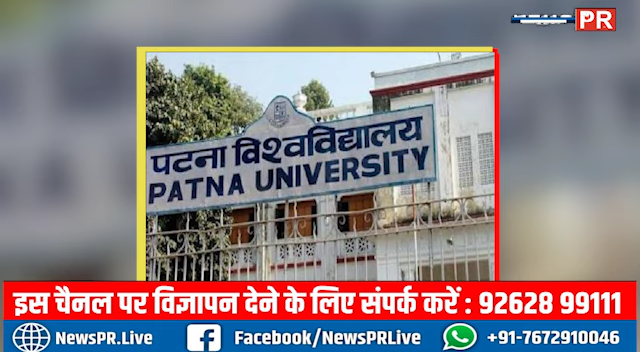 NEWS PR
पटना विश्वविद्यालय
PATNA UNIVERSITY
इस चैनल पर विज्ञापन देने के लिए संपर्क करें : 92628 99111
NewsPR.Live Facebook/NewsPRLive +91-7672910046